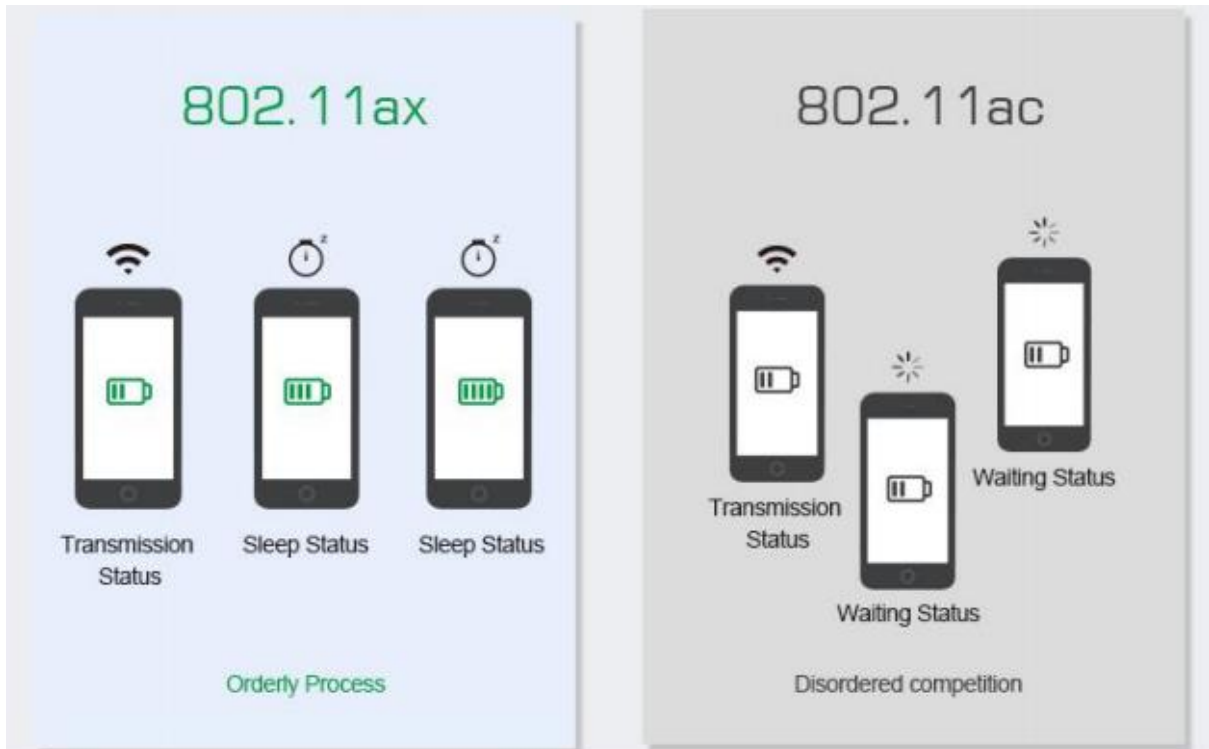 802.11ax
Transmission
Status
Sleep Status
Sleep Status
Orderly Process
802.11ac
Transmission
Status
Waiting Status
Waiting Status
Disordered competition